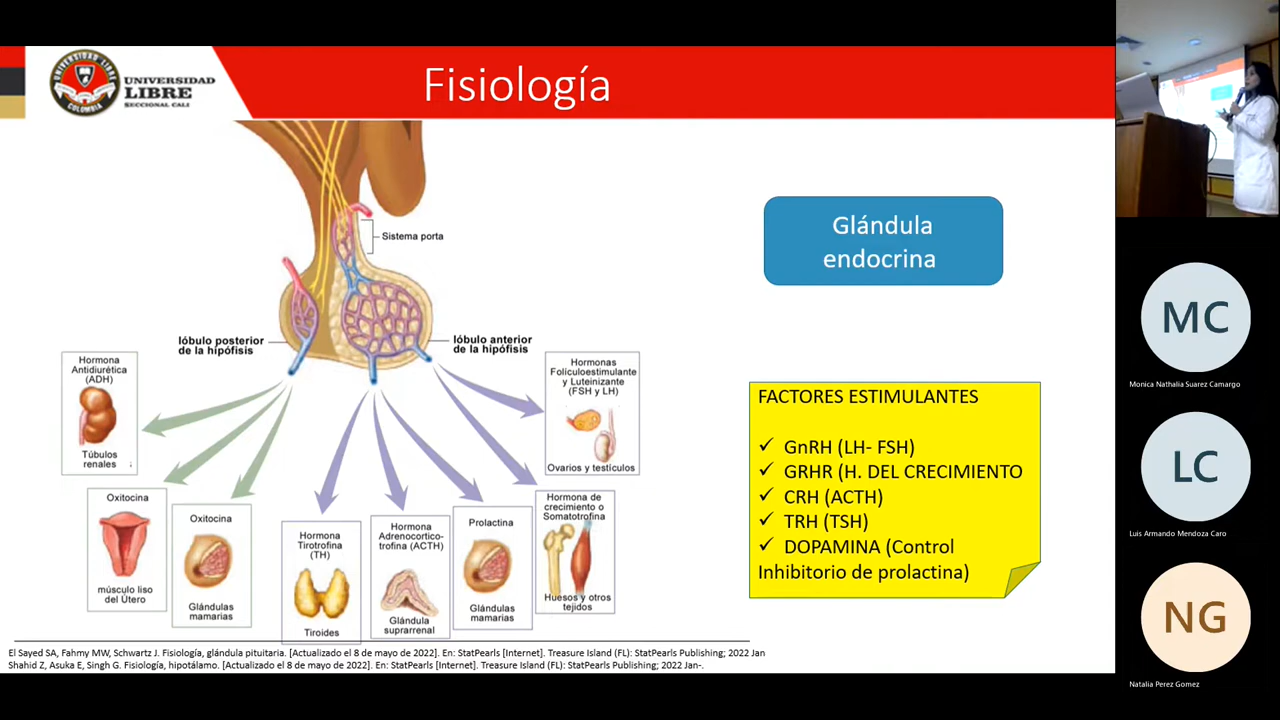 UNIVERSIDAD LIBRE
COLOMBIA
UNIVERSIDAD
LIBRE
SECCIONAL CALI
Fisiología
Sistema porta
Glándula
endocrina
lóbulo posterior
de la hipófisis
lóbulo anterior
de la hipófisis
Hormona
Antidiurética
(ADH)
Túbulos
renales
Hormonas
Foliculoestimulante
y Luteinizante
(FSH y LH)
Ovarios y testículos
Oxitocina
músculo liso
del Útero
Oxitocina
Glándulas
mamarias
Hormona
Tirotrofina
(TH)
Tiroides
Hormona
Adrenocortico-
trofina (ACTH)
Glándula
suprarrenal
Prolactina
Glándulas
mamarias
Hormona de
crecimiento o
Somatotrofina
Huesos y otros
tejidos
FACTORES ESTIMULANTES
✓ GnRH (LH- FSH)
✓ GRHR (H. DEL CRECIMIENTO
✓ CRH (ACTH)
✓ TRH (TSH)
✓ DOPAMINA (Control
Inhibitorio de prolactina)
El Sayed SA, Fahmy MW, Schwartz J. Fisiología, glándula pituitaria. [Actualizado el 8 de mayo de 2022]. En: StatPearls [Internet]. Treasure Island (FL): StatPearls Publishing; 2022 Jan
Shahid Z, Asuka E, Singh G. Fisiología, hipotálamo. [Actualizado el 8 de mayo de 2022]. En: StatPearls [Internet]. Treasure Island (FL): StatPearls Publishing; 2022 Jan-.
MC
Monica Nathalia Suarez Camargo
LC
Luis Armando Mendoza Caro
NG
Natalia Perez Gomez